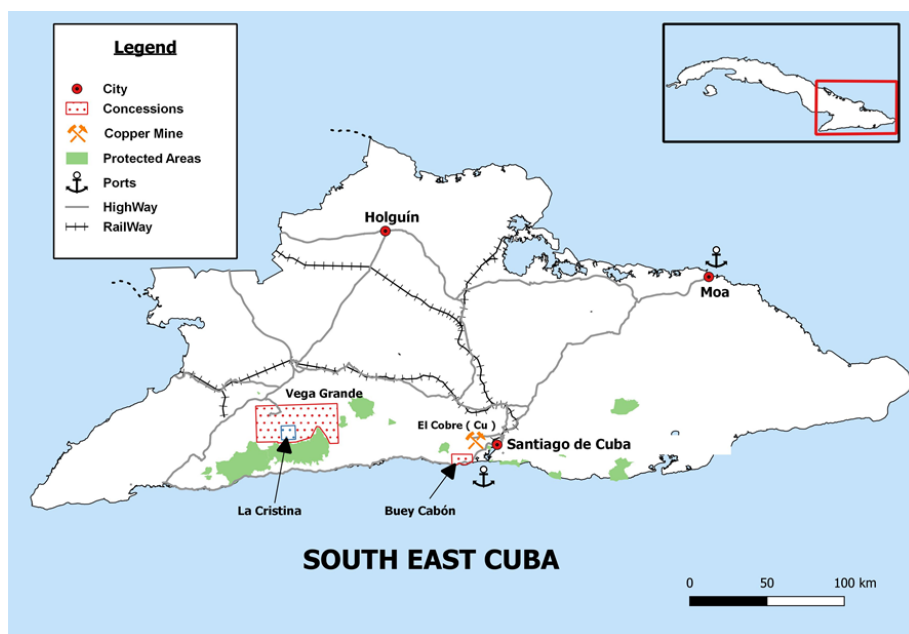 Legend
City
Concessions
Copper Mine
Protected Areas
Ports
HighWay
RailWay
Holguín
Moa
Vega Grande
El Cobre ( Cu )
Santiago de Cuba
La Cristina
Buey Cabón
SOUTH EAST CUBA
0 50 100 km